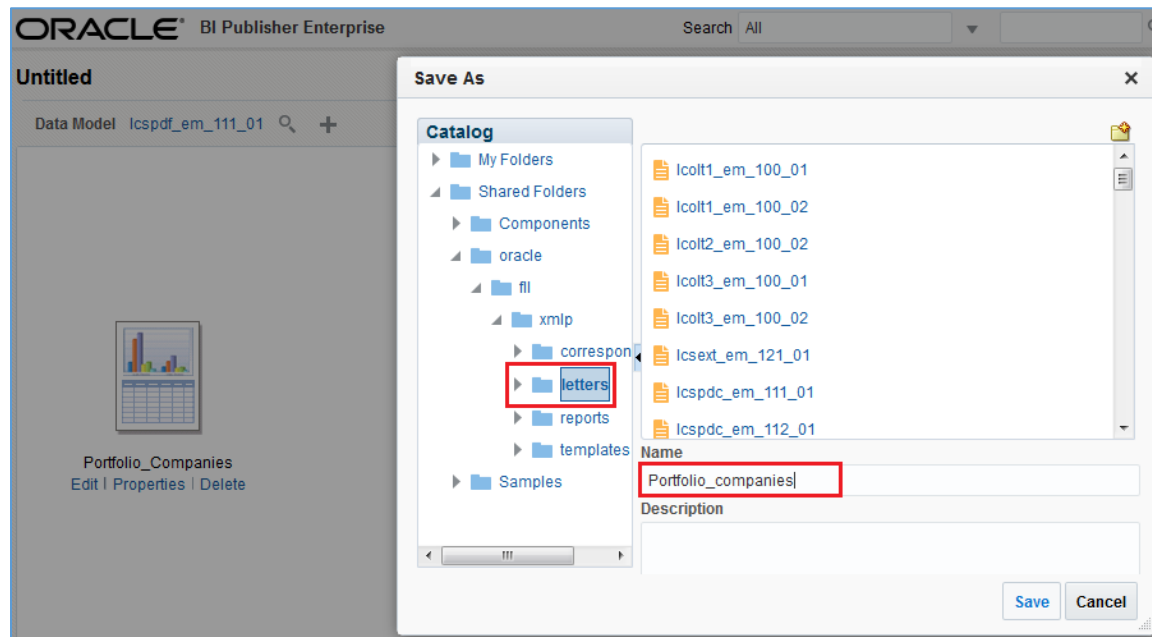 ORACLE® BI Publisher Enterprise Search All
Untitled
Data Model lcspdf_em_111_01
Portfolio_Companies
Edit | Properties | Delete
Save As
Catalog
My Folders
Shared Folders
Components
oracle
fll
xmlp
correspon
letters
reports
templates
Samples
lcolt1_em_100_01
lcolt1_em_100_02
lcolt2_em_100_02
lcolt3_em_100_01
lcolt3_em_100_02
lcsext_em_121_01
lcspdc_em_111_01
lcspdc_em_112_01
Name
Portfolio_companies
Description
Save Cancel